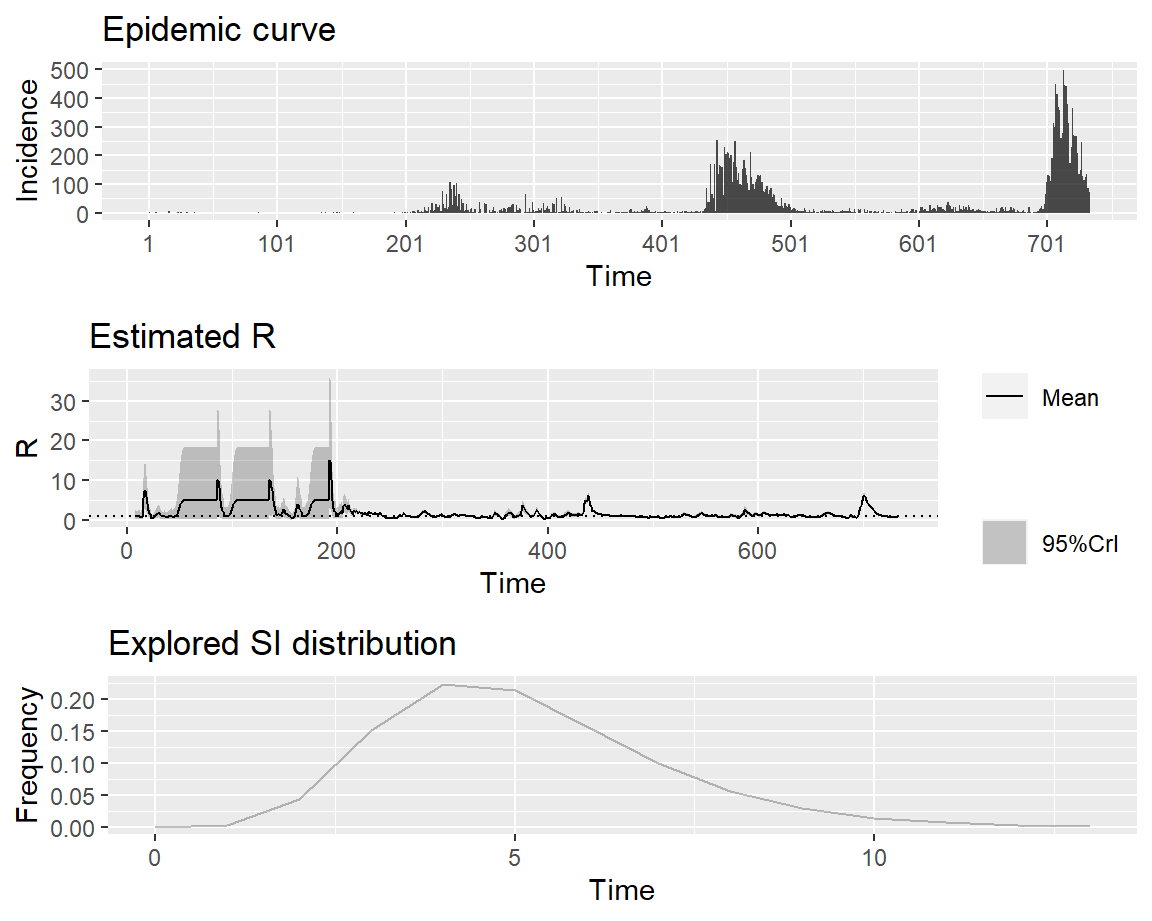 Epidemic curve
500
400
300
200
100
0
Incidence
1 101 201 301 401 501 601 701
Time
Estimated R
30
20
10
0
R
0 200 400 600
Time
Mean
95%CrI
Explored SI distribution
0.20
0.15
0.10
0.05
0.00
Frequency
0 5 10
Time